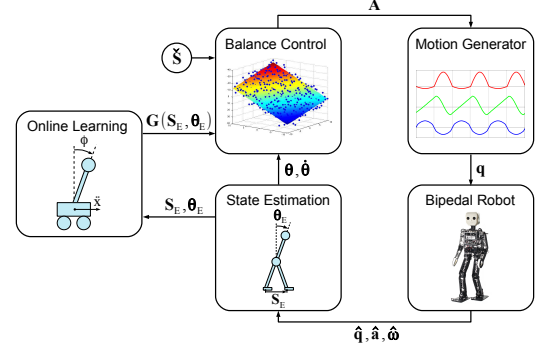 A
Š
Balance Control
Motion Generator
Online Learning
ϕ
ẍ
G(S_E, θ_E)
θ, θ̇
q
S_E, θ_E
State Estimation
θ_E
S_E
Bipedal Robot
q̂, â, ω̂